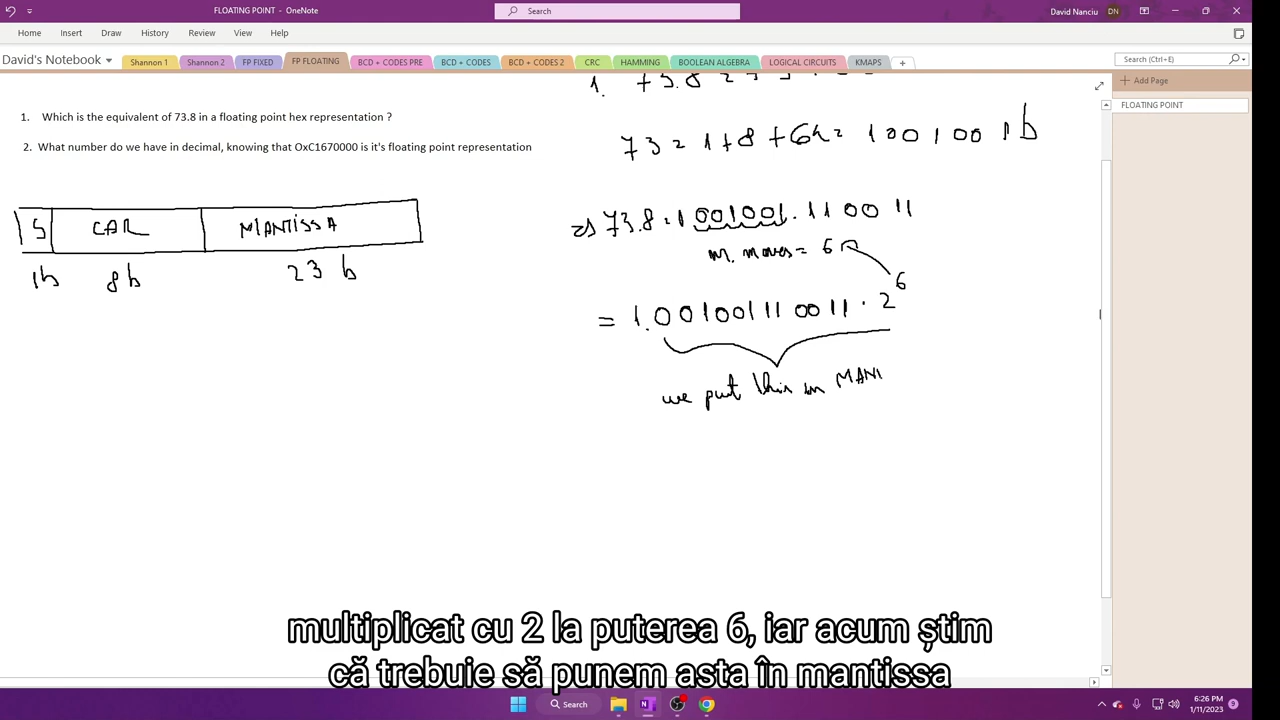 FLOATING POINT - OneNote
Search
David Nanciu
DN
Home Insert Draw History Review View Help
David's Notebook
Shannon 1
Shannon 2
FP FIXED
FP FLOATING
BCD + CODES PRE
BCD + CODES
BCD + CODES 2
CRC
HAMMING
BOOLEAN ALGEBRA
LOGICAL CIRCUITS
KMAPS
Search (Ctrl+E)
Add Page
FLOATING POINT
1. Which is the equivalent of 73.8 in a floating point hex representation ?
2. What number do we have in decimal, knowing that OxC1670000 is it's floating point representation
S CAR MANTISSA
1b 8b 23 b
1.
73 = 1+8+64= 1001001b
=> 73.8 = 1001001.110011
nr. moves = 6
= 1.001001110011 · 2^6
we put this in MANI
multiplicat cu 2 la puterea 6, iar acum știm
că trebuie să punem asta în mantissa
Search
6:26 PM
1/11/2023